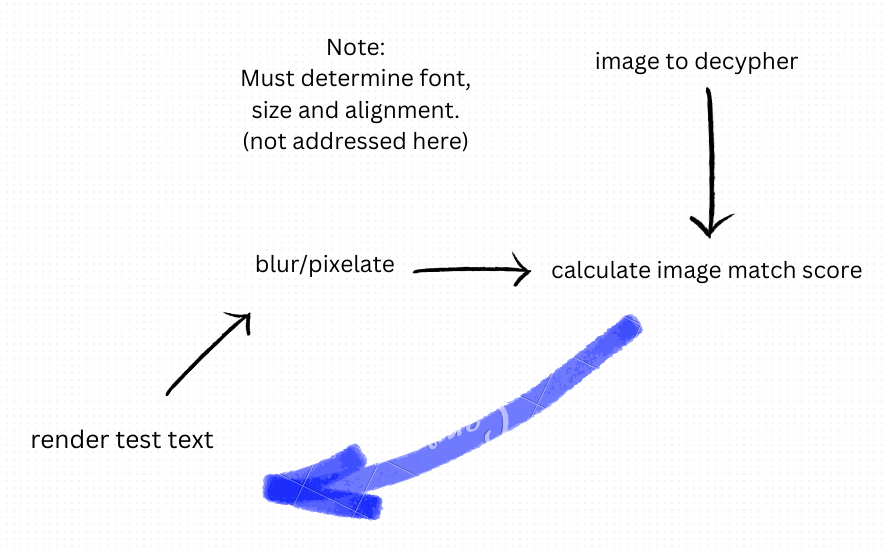 Note:
Must determine font,
size and alignment.
(not addressed here)
image to decypher
blur/pixelate
calculate image match score
render test text